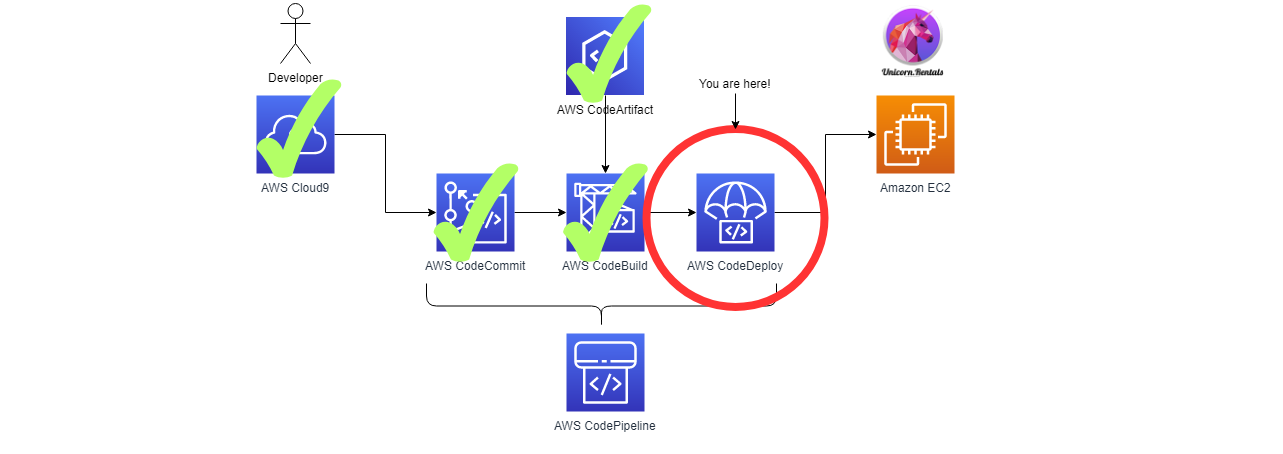 Developer
AWS Cloud9
AWS CodeArtifact
You are here!
Unicorn.Rentals
Amazon EC2
AWS CodeCommit
AWS CodeBuild
AWS CodeDeploy
AWS CodePipeline